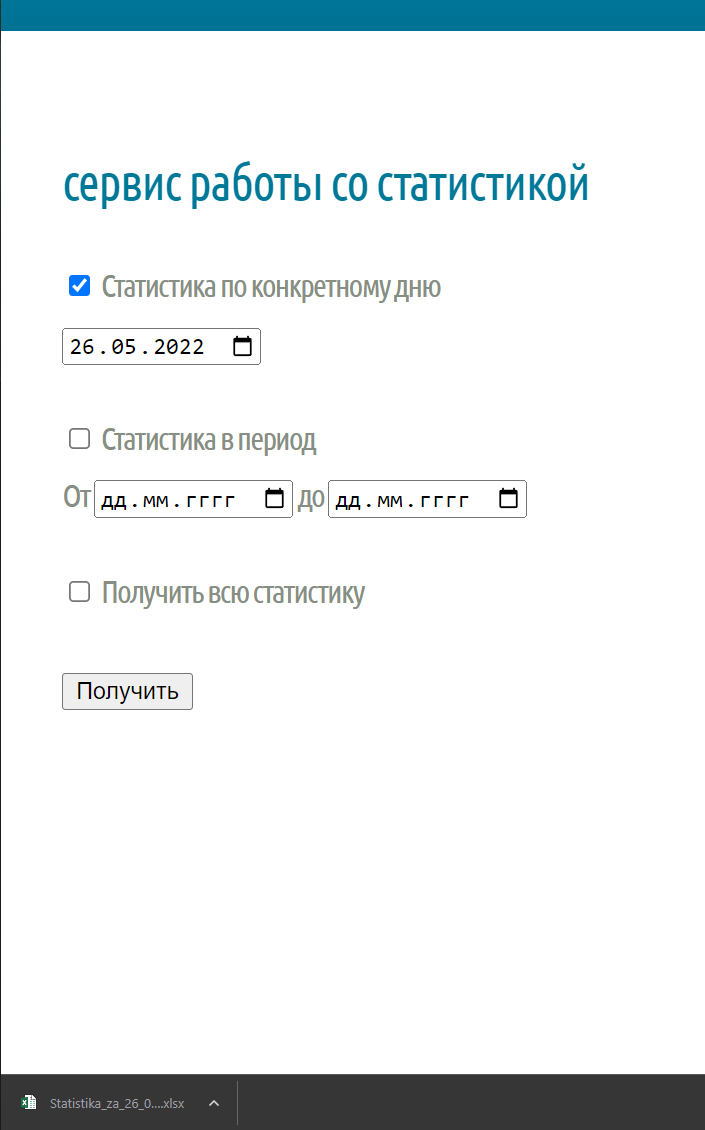 сервис работы со статистикой
Статистика по конкретному дню
26.05.2022
Статистика в период
От дд.мм.гггг до дд.мм.гггг
Получить всю статистику
Получить
Statistika_za_26_0....xlsx